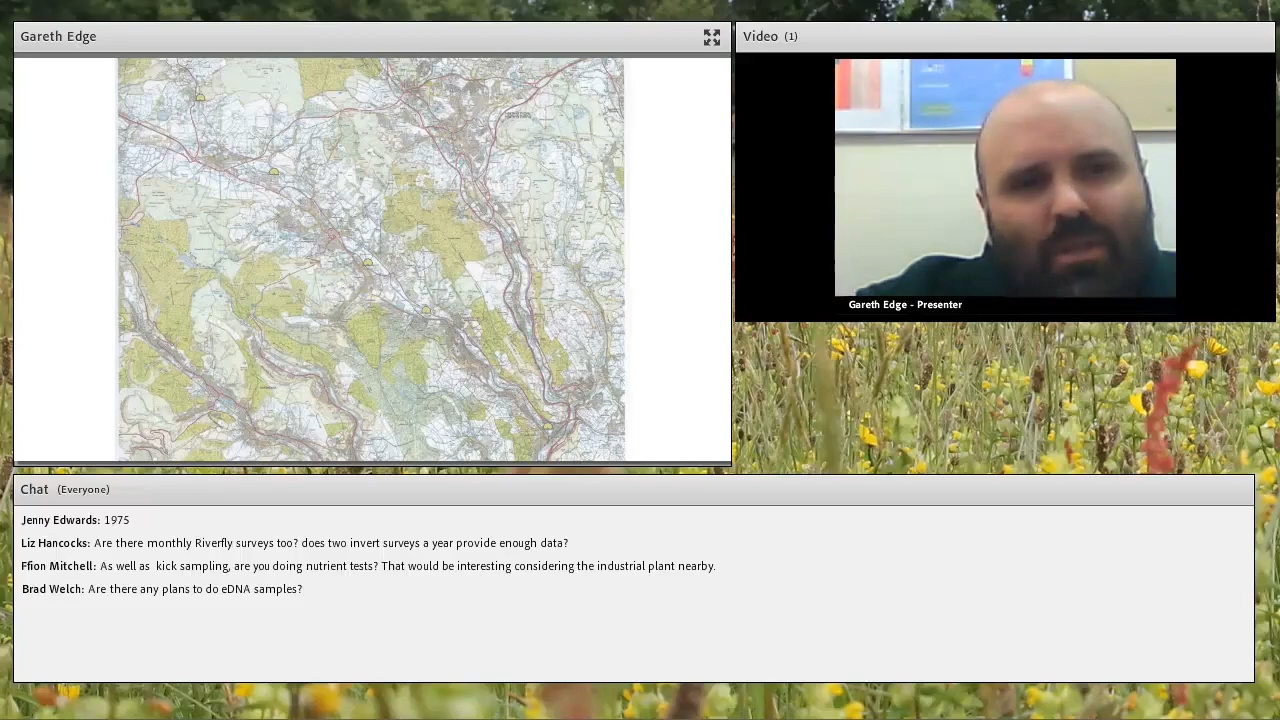 Gareth Edge
Video (1)
Gareth Edge - Presenter
Chat (Everyone)
Jenny Edwards: 1975
Liz Hancocks: Are there monthly Riverfly surveys too? does two invert surveys a year provide enough data?
Ffion Mitchell: As well as kick sampling, are you doing nutrient tests? That would be interesting considering the industrial plant nearby.
Brad Welch: Are there any plans to do eDNA samples?